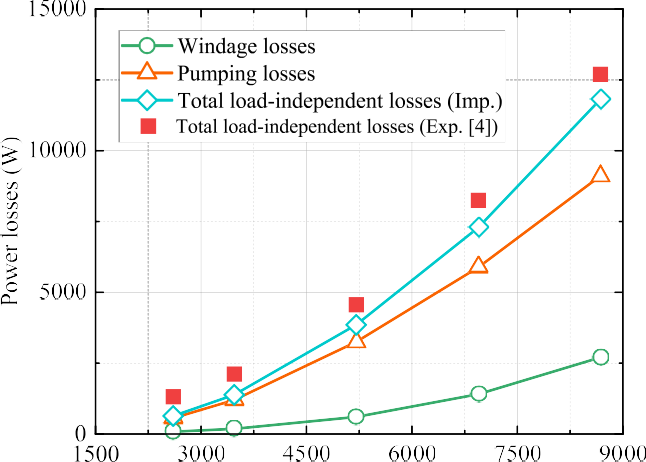 15000
Windage losses
Pumping losses
Total load-independent losses (Imp.)
Total load-independent losses (Exp. [4])
10000
Power losses (W)
5000
0
1500 3000 4500 6000 7500 9000